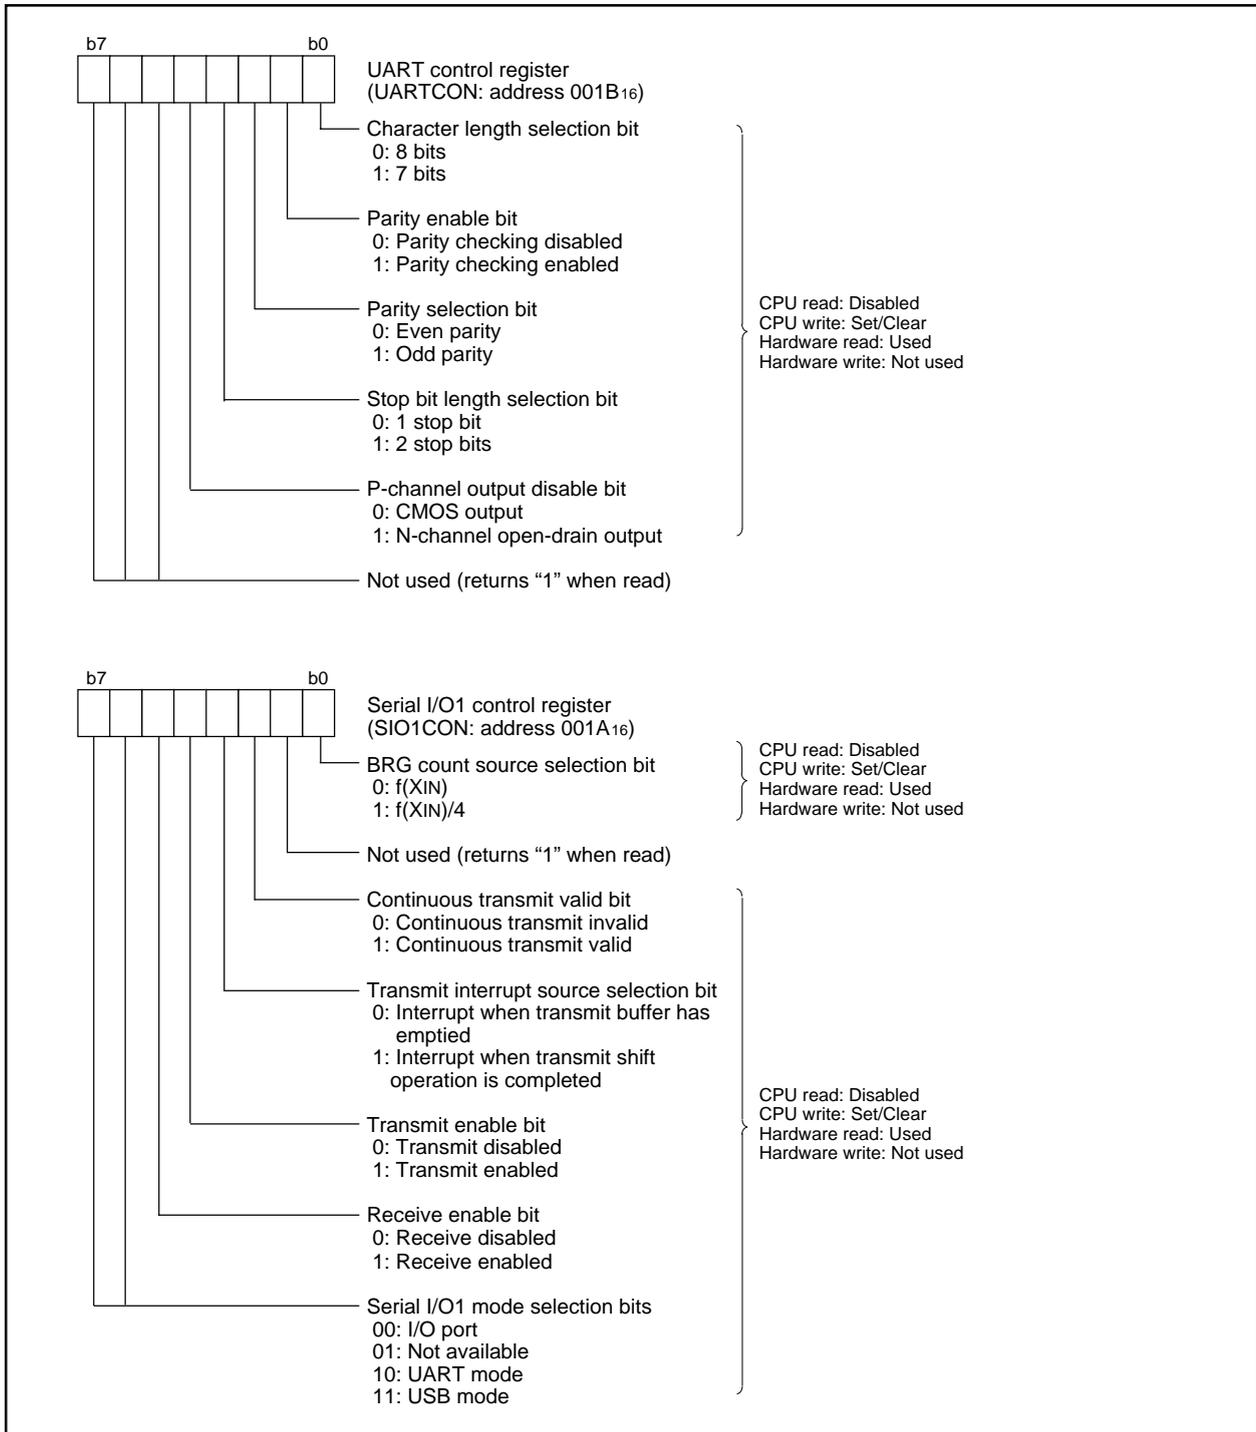 b7 b0
UART control register
(UARTCON: address 001B16)
Character length selection bit
0: 8 bits
1: 7 bits
Parity enable bit
0: Parity checking disabled
1: Parity checking enabled
Parity selection bit
0: Even parity
1: Odd parity
Stop bit length selection bit
0: 1 stop bit
1: 2 stop bits
P-channel output disable bit
0: CMOS output
1: N-channel open-drain output
CPU read: Disabled
CPU write: Set/Clear
Hardware read: Used
Hardware write: Not used
Not used (returns “1” when read)
b7 b0
Serial I/O1 control register
(SIO1CON: address 001A16)
BRG count source selection bit
0: f(XIN)
1: f(XIN)/4
CPU read: Disabled
CPU write: Set/Clear
Hardware read: Used
Hardware write: Not used
Not used (returns “1” when read)
Continuous transmit valid bit
0: Continuous transmit invalid
1: Continuous transmit valid
Transmit interrupt source selection bit
0: Interrupt when transmit buffer has
emptied
1: Interrupt when transmit shift
operation is completed
Transmit enable bit
0: Transmit disabled
1: Transmit enabled
Receive enable bit
0: Receive disabled
1: Receive enabled
Serial I/O1 mode selection bits
00: I/O port
01: Not available
10: UART mode
11: USB mode
CPU read: Disabled
CPU write: Set/Clear
Hardware read: Used
Hardware write: Not used